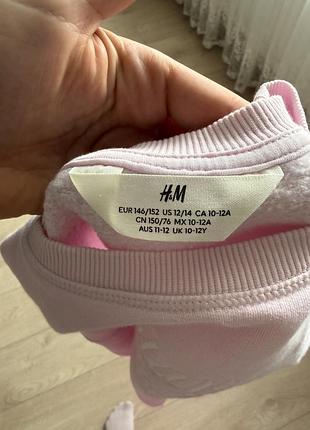 H&M
EUR 146/152 US 12/14 CA 10-12A
CN 150/76 MX 10-12A
AUS 11-12 UK 10-12Y